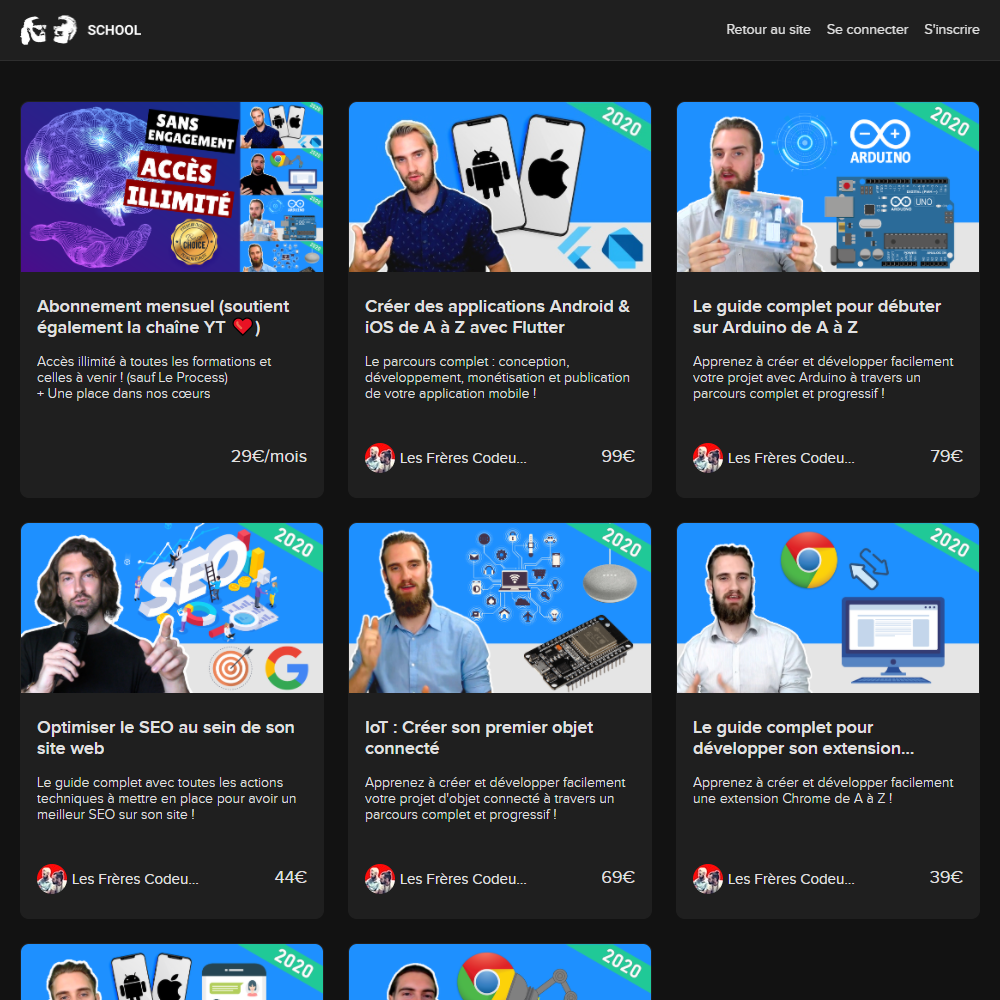 SCHOOL
Retour au site
Se connecter
S'inscrire
SANS
ENGAGEMENT
ACCÈS
ILLIMITÉ
CHOICE
2020
2020
ARDUINO
UNO
Abonnement mensuel (soutient
également la chaîne YT ❤️)
Accès illimité à toutes les formations et
celles à venir ! (sauf Le Process)
+ Une place dans nos cœurs
29€/mois
Créer des applications Android &
iOS de A à Z avec Flutter
Le parcours complet : conception,
développement, monétisation et publication
de votre application mobile !
Les Frères Codeu...
99€
Le guide complet pour débuter
sur Arduino de A à Z
Apprenez à créer et développer facilement
votre projet avec Arduino à travers un
parcours complet et progressif !
Les Frères Codeu...
79€
SEO
2020
2020
2020
Optimiser le SEO au sein de son
site web
Le guide complet avec toutes les actions
techniques à mettre en place pour avoir un
meilleur SEO sur son site !
Les Frères Codeu...
44€
IoT : Créer son premier objet
connecté
Apprenez à créer et développer facilement
votre projet d'objet connecté à travers un
parcours complet et progressif !
Les Frères Codeu...
69€
Le guide complet pour
développer son extension...
Apprenez à créer et développer facilement
une extension Chrome de A à Z !
Les Frères Codeu...
39€
2020
2020